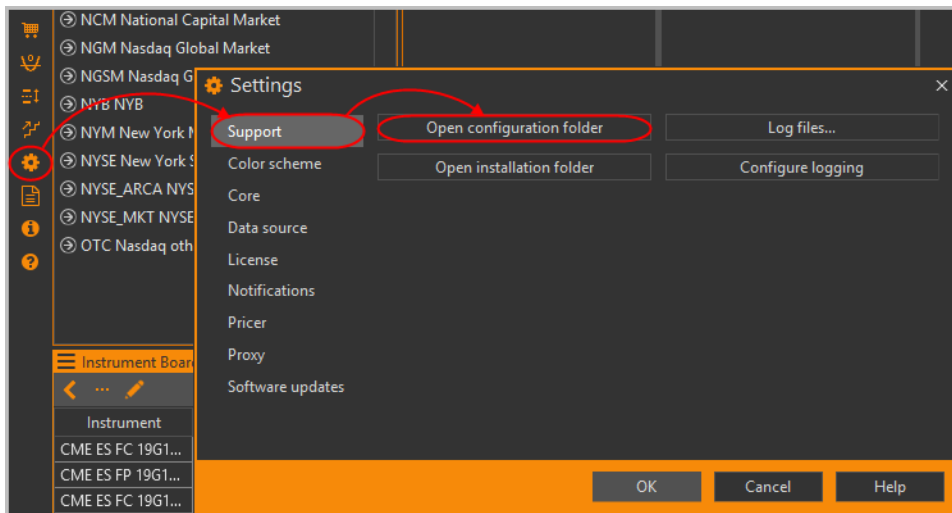 NCM National Capital Market
NGM Nasdaq Global Market
NGSM Nasdaq G
NYB NYB
NYM New York M
NYSE New York S
NYSE_ARCA NYS
NYSE_MKT NYSE
OTC Nasdaq oth
Settings
Support
Color scheme
Core
Data source
License
Notifications
Pricer
Proxy
Software updates
Open configuration folder
Log files...
Open installation folder
Configure logging
Instrument Boar
Instrument
CME ES FC 19G1...
CME ES FP 19G1...
CME ES FC 19G1...
OK
Cancel
Help